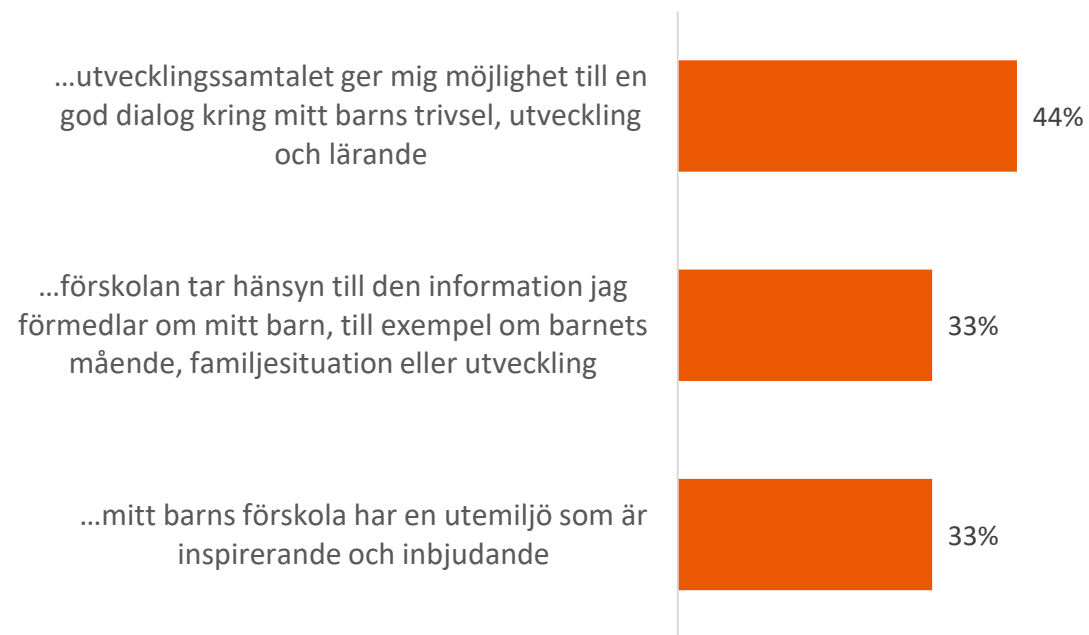 ...utvecklingssamtalet ger mig möjlighet till en
god dialog kring mitt barns trivsel, utveckling
och lärande
44%
...förskolan tar hänsyn till den information jag
förmedlar om mitt barn, till exempel om barnets
mående, familjesituation eller utveckling
33%
...mitt barns förskola har en utemiljö som är
inspirerande och inbjudande
33%